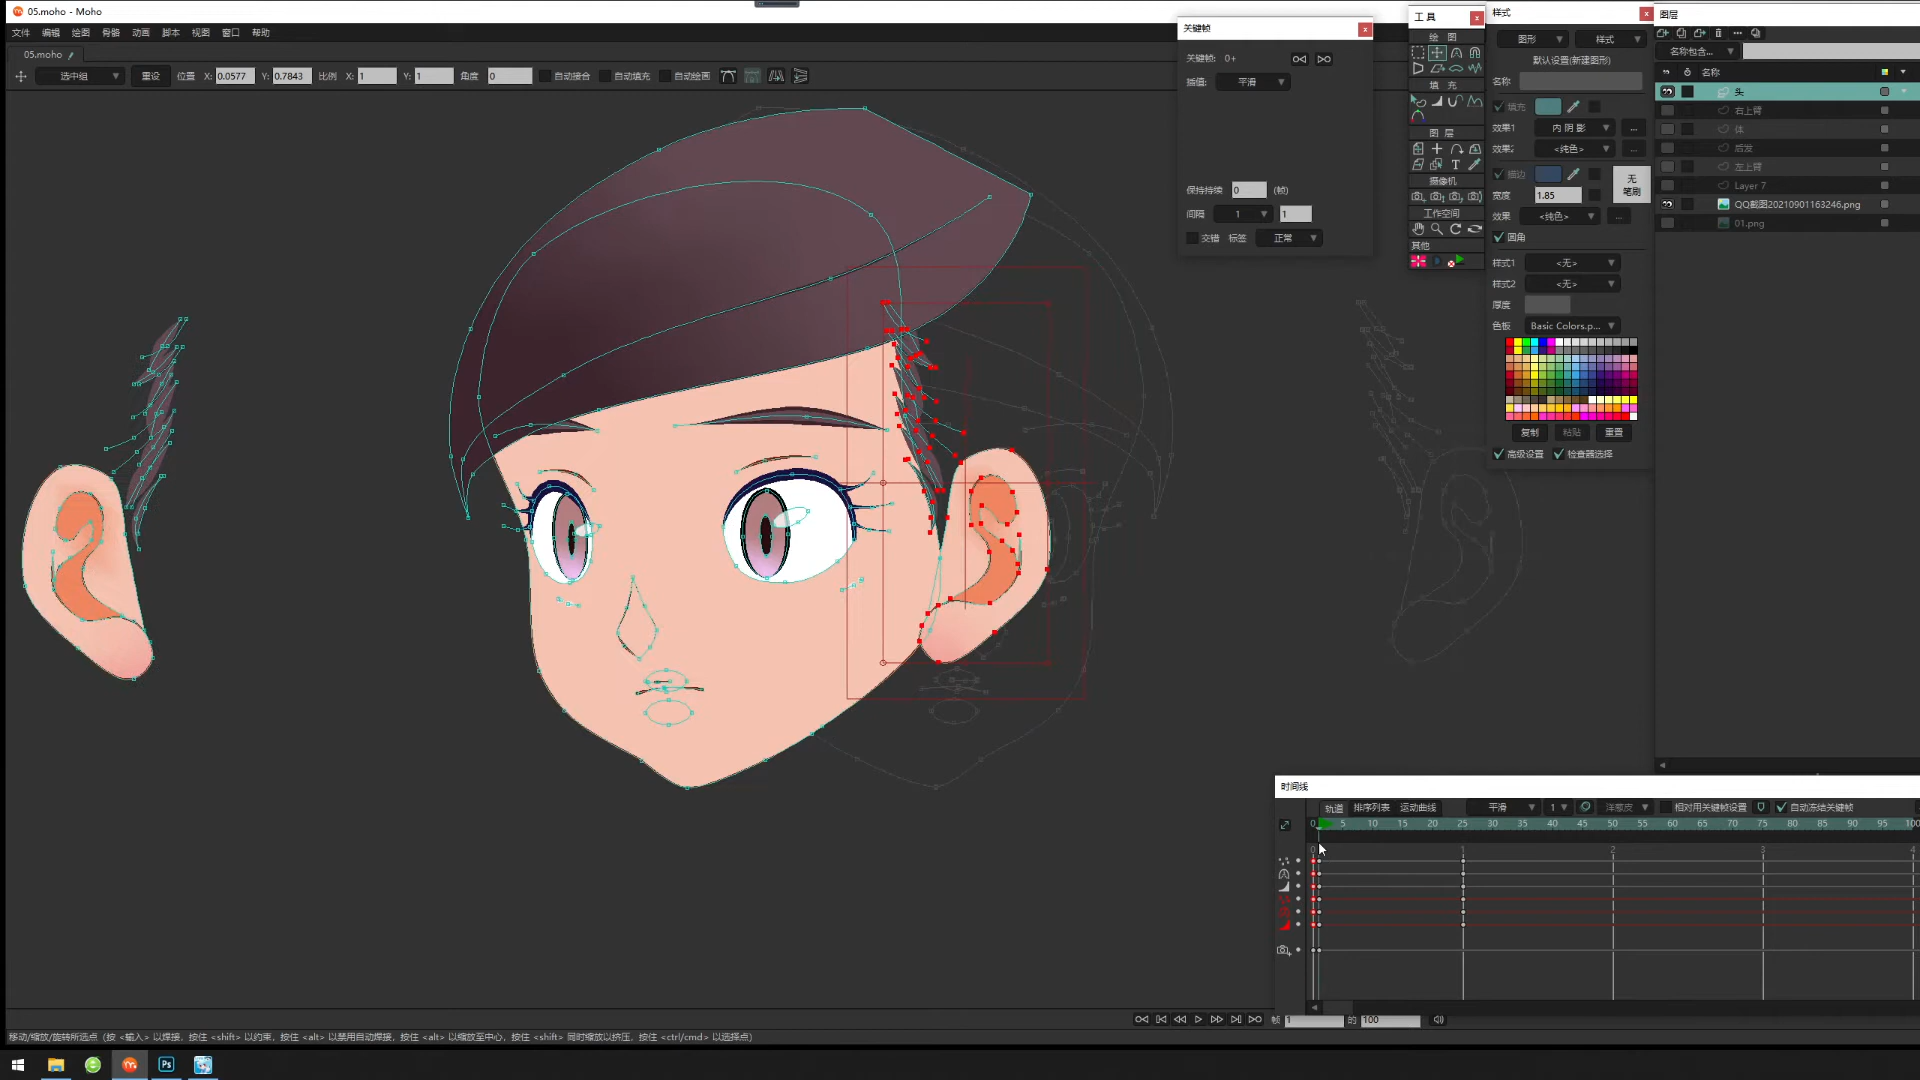 05.moho - Moho
文件 编辑 绘图 骨骼 动画 脚本 视图 窗口 帮助
05.moho
选中组 重设 位置 X: 0.0577 Y: 0.7843 比例 X: 1 Y: 1 角度 0 自动接合 自动填充 自动绘画
关键帧
关键帧: 0+
插值: 平滑
保持持续 0 (帧)
间隔 1 1
交错 标签 正常
工具
绘 图
填 充
图 层
摄像机
工作空间
其他
样式
图形 样式
默认设置(新建图形)
名称
填充
效果1 内 阴 影 ...
效果2 <纯色> ...
描边
无
笔刷
宽度 1.85
效果 <纯色> ...
圆角
样式1 <无>
样式2 <无>
厚度
色板 Basic Colors.p...
复制 粘贴 重置
高级设置 检查器选择
图层
名称包含...
名称
头
右上臂
体
后发
左上臂
Layer 7
QQ截图20210901163246.png
01.png
时间线
轨道 排序列表 运动曲线 平滑 1 洋葱皮 相对用关键帧设置 自动冻结关键帧
0 5 10 15 20 25 30 35 40 45 50 55 60 65 70 75 80 85 90 95 100
0 1 2 3 4
帧 1 的 100
移动/缩放/旋转所选点 (按 <输入> 以焊接，按住 <shift> 以约束，按住 <alt> 以禁用自动焊接，按住 <alt> 以缩放至中心，按住 <shift> 同时缩放以挤压，按住 <ctrl/cmd> 以选择点)
Ps